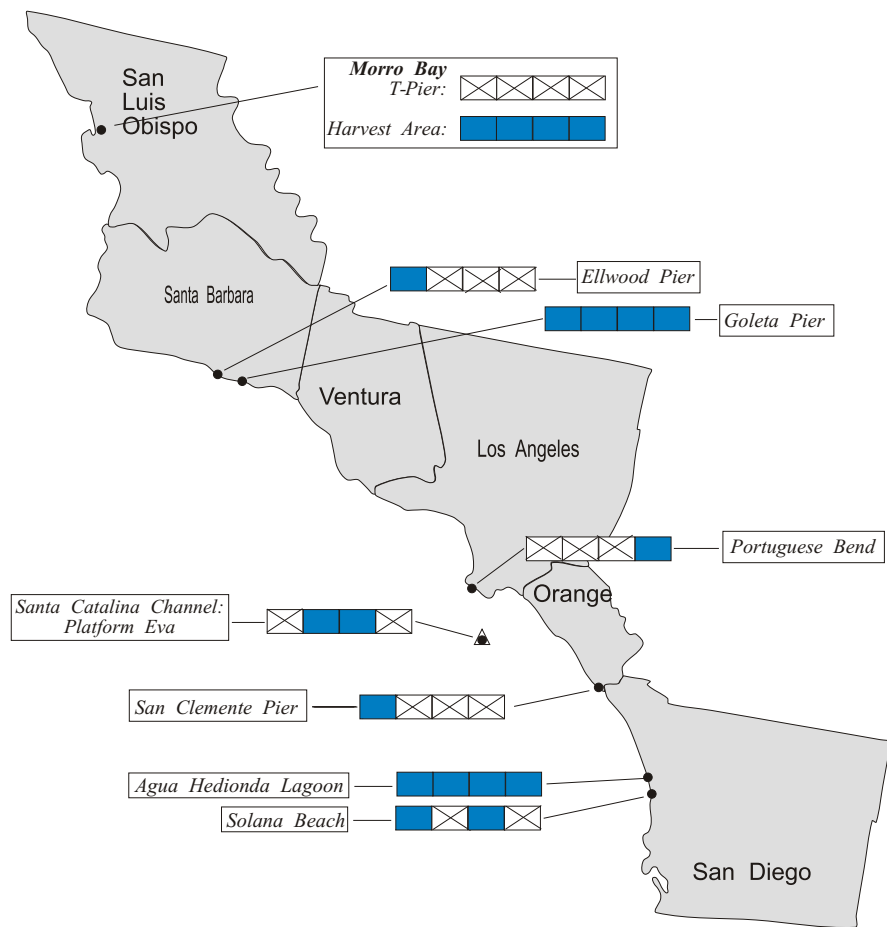 San
Luis
Obispo
Morro Bay
T-Pier:
Harvest Area:
Santa Barbara
Ellwood Pier
Goleta Pier
Ventura
Los Angeles
Portuguese Bend
Orange
Santa Catalina Channel:
Platform Eva
San Clemente Pier
Agua Hedionda Lagoon
Solana Beach
San Diego